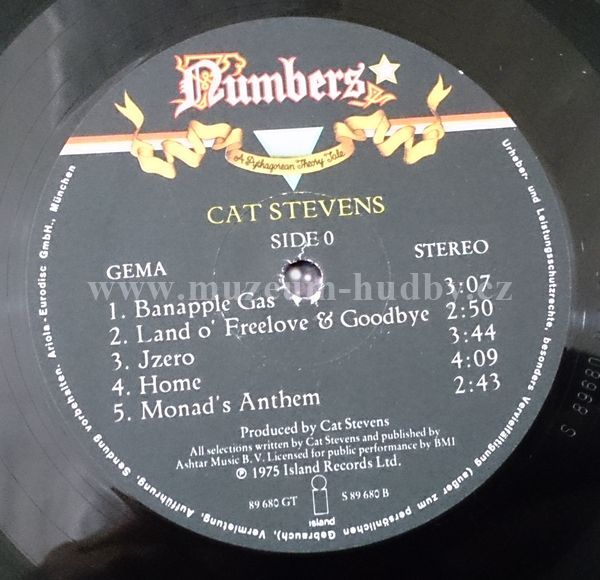 Numbers
A Pythagorean Theory Tale
CAT STEVENS
SIDE 0
GEMA
STEREO
1. Banapple Gas 3:07
2. Land o' Freelove & Goodbye 2:50
3. Jzero 3:44
4. Home 4:09
5. Monad's Anthem 2:43
www.muzeum-hudby.cz
Produced by Cat Stevens
All selections written by Cat Stevens and published by
Ashtar Music B. V. Licensed for public performance by BMI
℗ 1975 Island Records Ltd.
89 680 GT
S 89 680 B
island
Urheber- und Leistungsschutzrechte, besonders Vervielfältigung (außer zum persönlichen Gebrauch), Vermietung, Aufführung, Sendung vorbehalten. Ariola-Eurodisc GmbH., München
S 89680